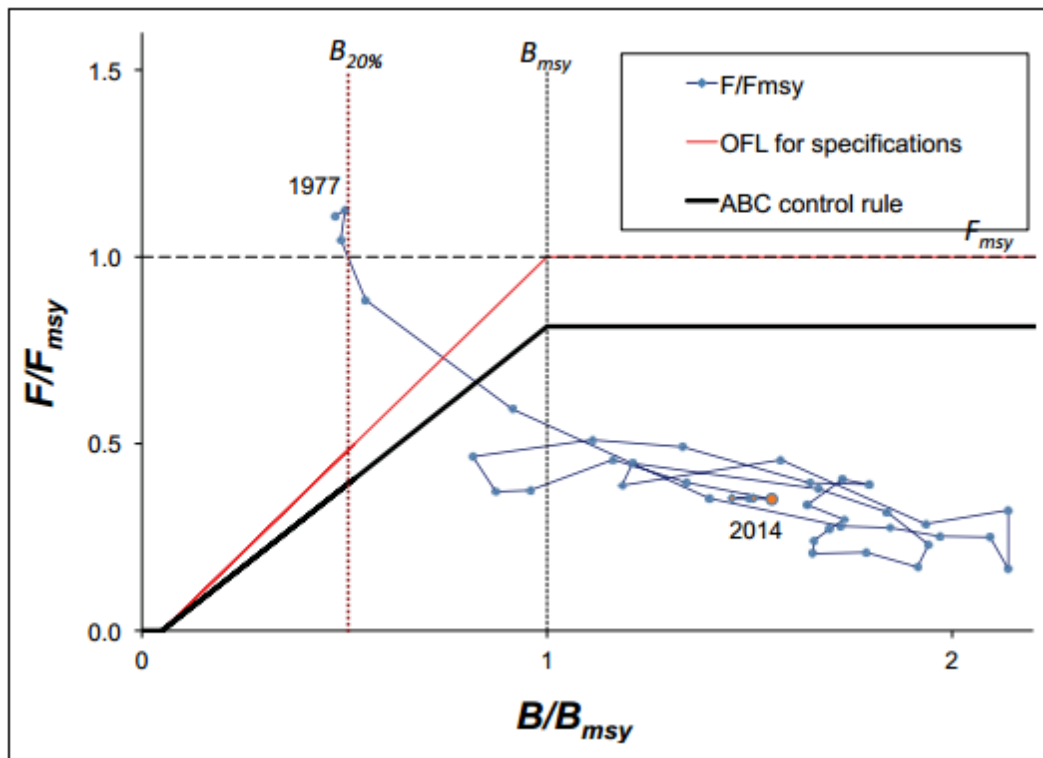 B20%
Bmsy
1.5
F/Fmsy
OFL for specifications
ABC control rule
1977
Fmsy
1.0
F/Fmsy
0.5
2014
0.0
0
1
2
B/Bmsy